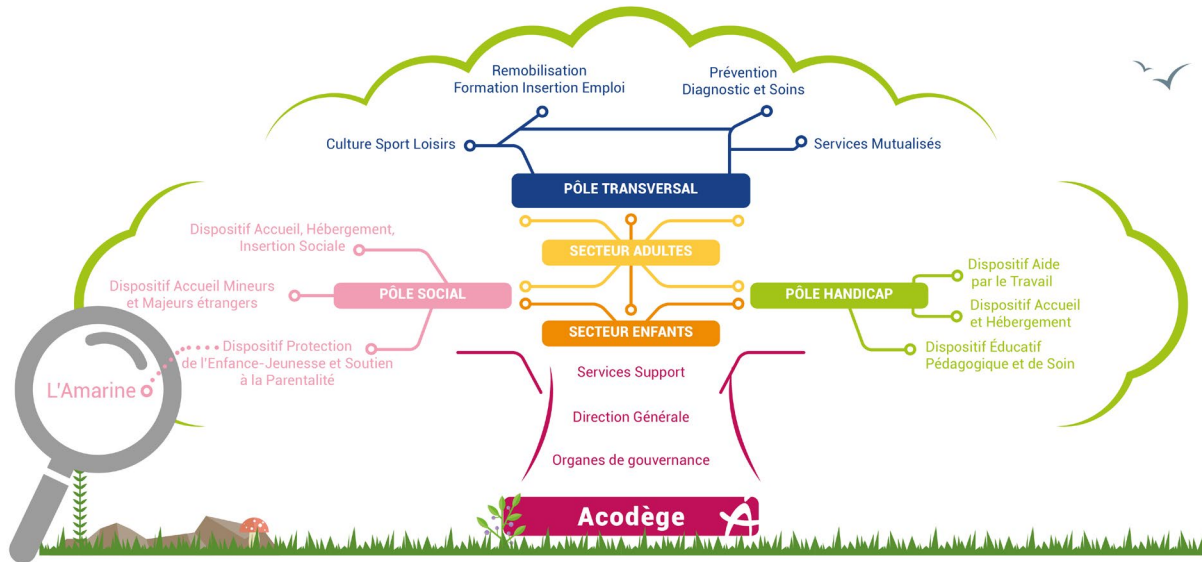 Remobilisation
Formation Insertion Emploi
Prévention
Diagnostic et Soins
Culture Sport Loisirs
Services Mutualisés
PÔLE TRANSVERSAL
Dispositif Accueil, Hébergement,
Insertion Sociale
SECTEUR ADULTES
Dispositif Aide
par le Travail
Dispositif Accueil Mineurs
et Majeurs étrangers
PÔLE SOCIAL
PÔLE HANDICAP
Dispositif Accueil
et Hébergement
SECTEUR ENFANTS
Dispositif Protection
de l'Enfance-Jeunesse et Soutien
à la Parentalité
Dispositif Éducatif
Pédagogique et de Soin
L'Amarine
Services Support
Direction Générale
Organes de gouvernance
Acodège